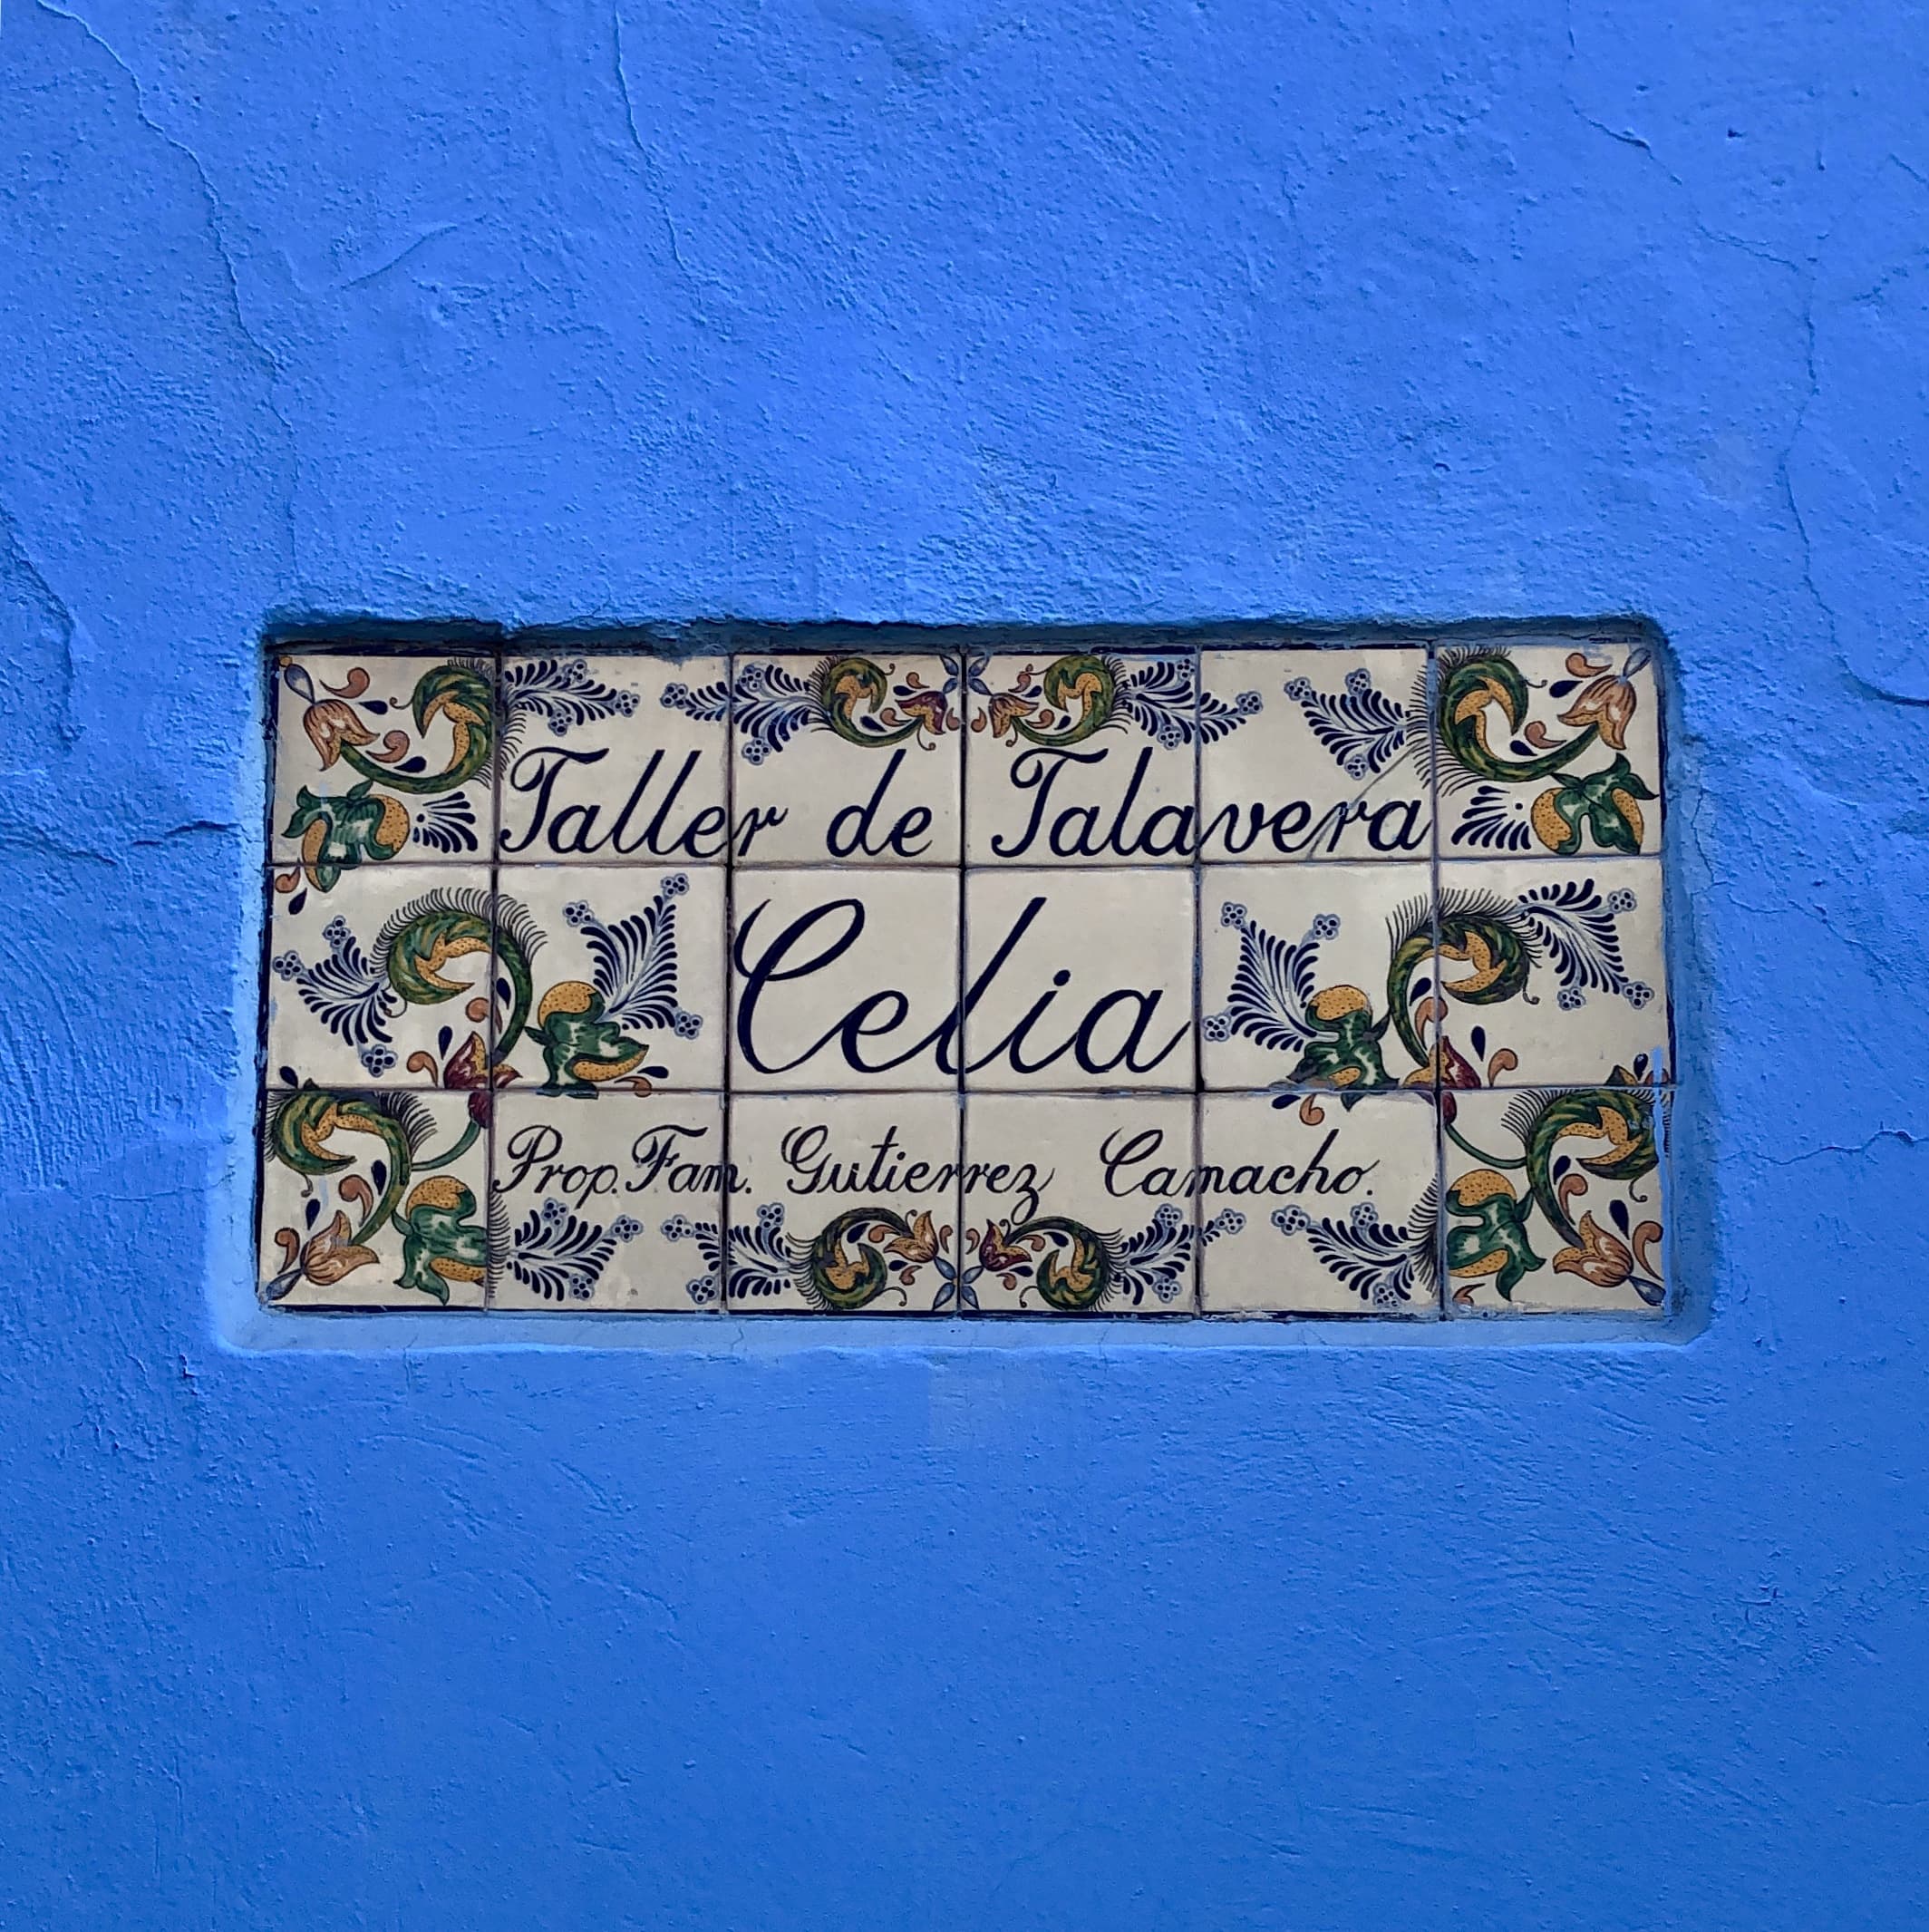 Taller de Talavera
Celia
Prop. Fam. Gutierrez Camacho.